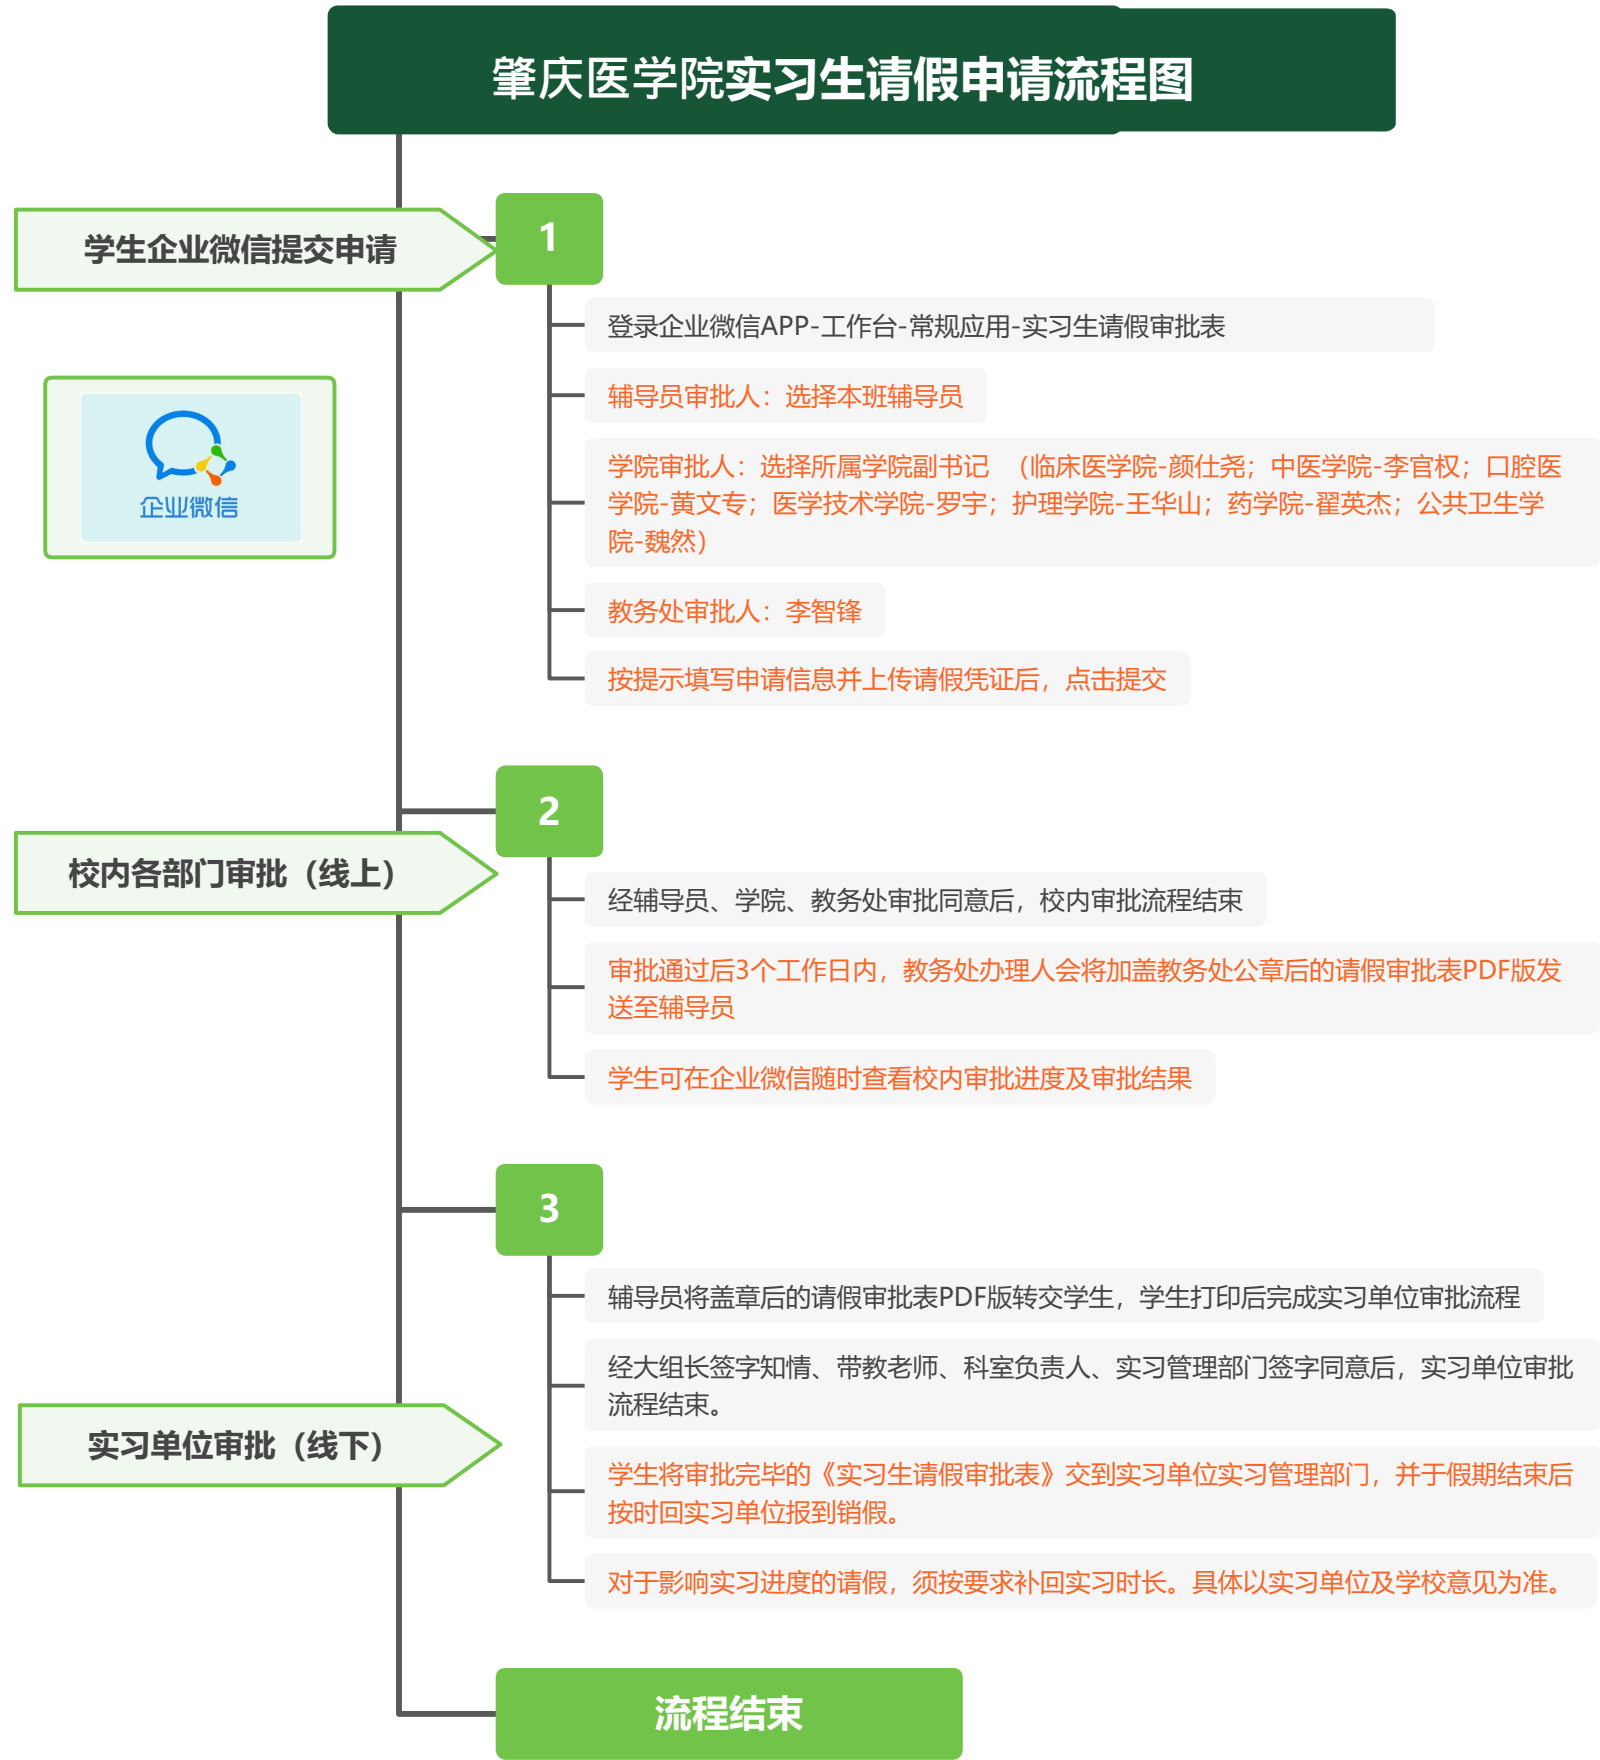 肇庆医学院实习生请假申请流程图
学生企业微信提交申请
1
登录企业微信APP-工作台-常规应用-实习生请假审批表
辅导员审批人：选择本班辅导员
企业微信
学院审批人：选择所属学院副书记 （临床医学院-颜仕尧；中医学院-李官权；口腔医
学院-黄文专；医学技术学院-罗宇；护理学院-王华山；药学院-翟英杰；公共卫生学
院-魏然）
教务处审批人：李智锋
按提示填写申请信息并上传请假凭证后，点击提交
2
校内各部门审批（线上）
经辅导员、学院、教务处审批同意后，校内审批流程结束
审批通过后3个工作日内，教务处办理人会将加盖教务处公章后的请假审批表PDF版发
送至辅导员
学生可在企业微信随时查看校内审批进度及审批结果
3
辅导员将盖章后的请假审批表PDF版转交学生，学生打印后完成实习单位审批流程
经大组长签字知情、带教老师、科室负责人、实习管理部门签字同意后，实习单位审批
流程结束。
实习单位审批（线下）
学生将审批完毕的《实习生请假审批表》交到实习单位实习管理部门，并于假期结束后
按时回实习单位报到销假。
对于影响实习进度的请假，须按要求补回实习时长。具体以实习单位及学校意见为准。
流程结束